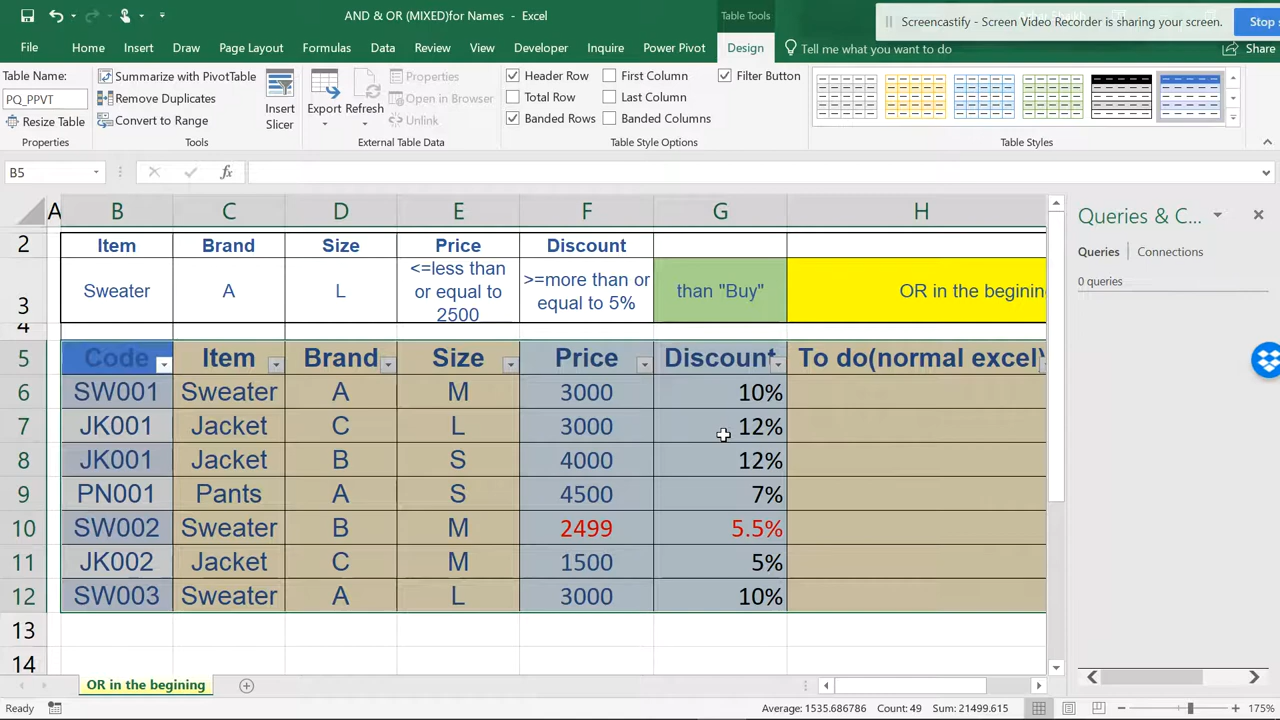 AND & OR (MIXED)for Names - Excel
Table Tools
Screencastify - Screen Video Recorder is sharing your screen.
Stop s
File Home Insert Draw Page Layout Formulas Data Review View Developer Inquire Power Pivot Design Tell me what you want to do Share
Table Name:
PQ_PPVT
Resize Table
Properties
Summarize with PivotTable
Remove Duplicates
Convert to Range
Tools
Insert
Slicer
Export Refresh
Properties
Open in Browser
Unlink
External Table Data
Header Row First Column Filter Button
Total Row Last Column
Banded Rows Banded Columns
Table Style Options
Table Styles
B5
fx
A B C D E F G H
2 Item Brand Size Price Discount
3 Sweater A L <=less than or equal to 2500 >=more than or equal to 5% than "Buy" OR in the begining
4
5 Code Item Brand Size Price Discount To do(normal excel)
6 SW001 Sweater A M 3000 10%
7 JK001 Jacket C L 3000 12%
8 JK001 Jacket B S 4000 12%
9 PN001 Pants A S 4500 7%
10 SW002 Sweater B M 2499 5.5%
11 JK002 Jacket C M 1500 5%
12 SW003 Sweater A L 3000 10%
13
14
Queries & C...
Queries Connections
0 queries
OR in the begining
Ready
Average: 1535.686786 Count: 49 Sum: 21499.615
175%